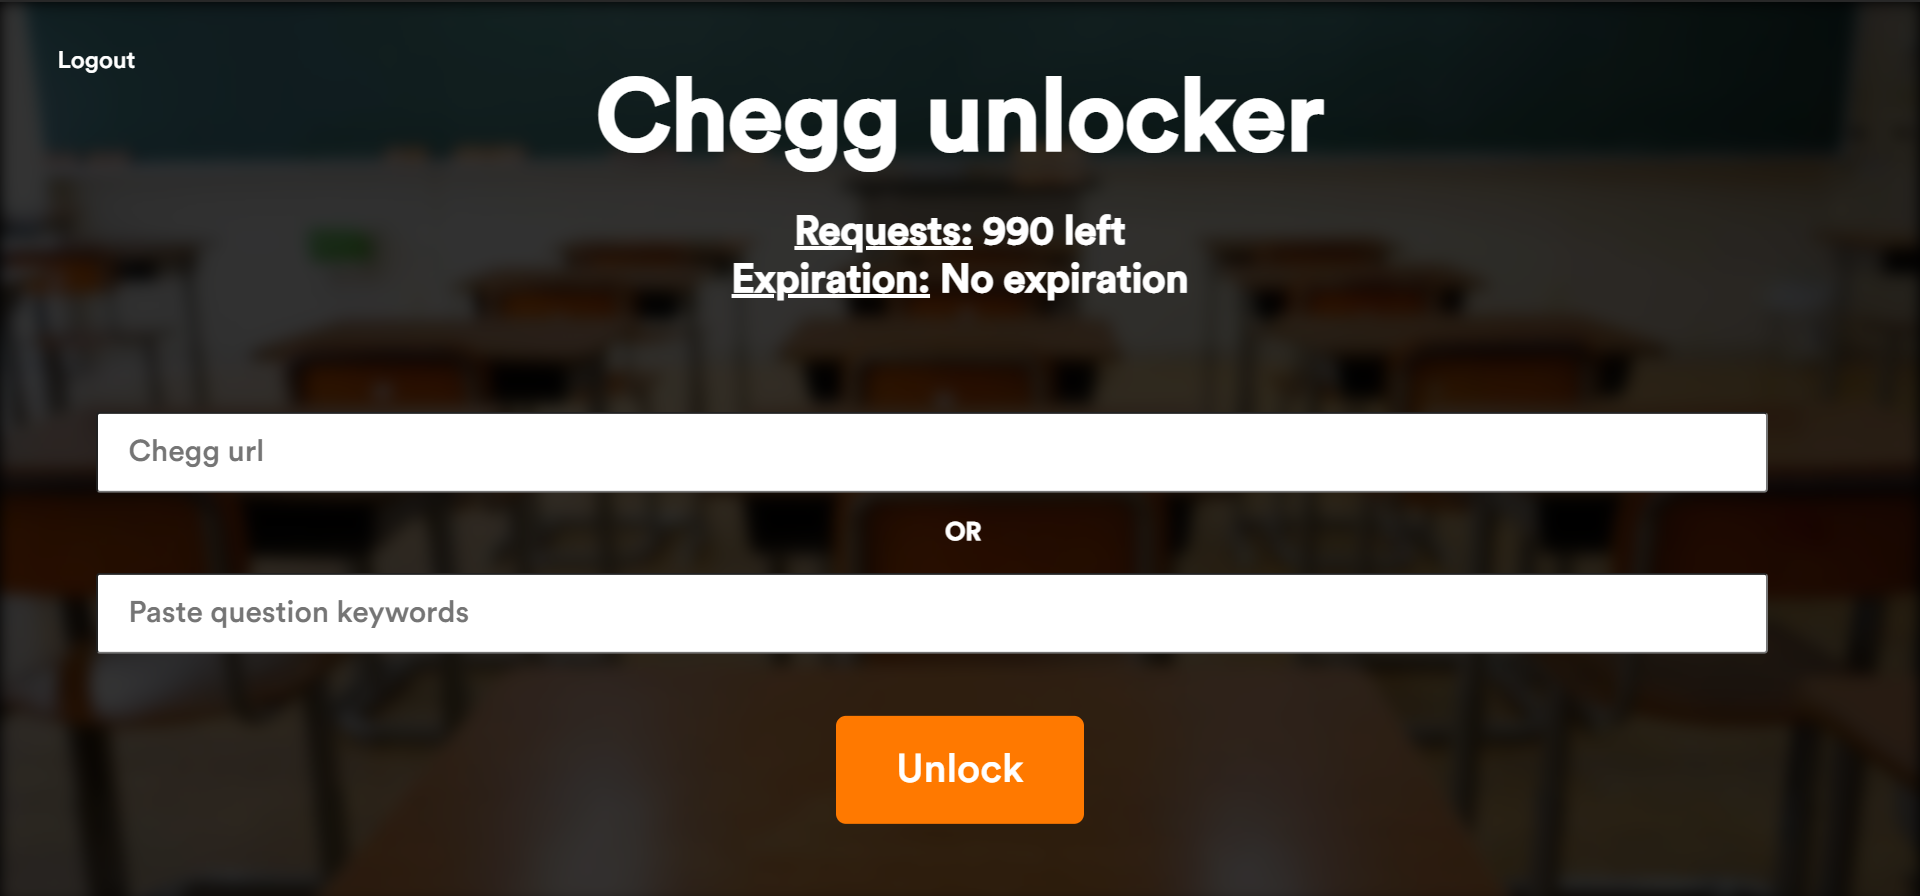 Logout
Chegg unlocker
Requests: 990 left
Expiration: No expiration
Chegg url
OR
Paste question keywords
Unlock